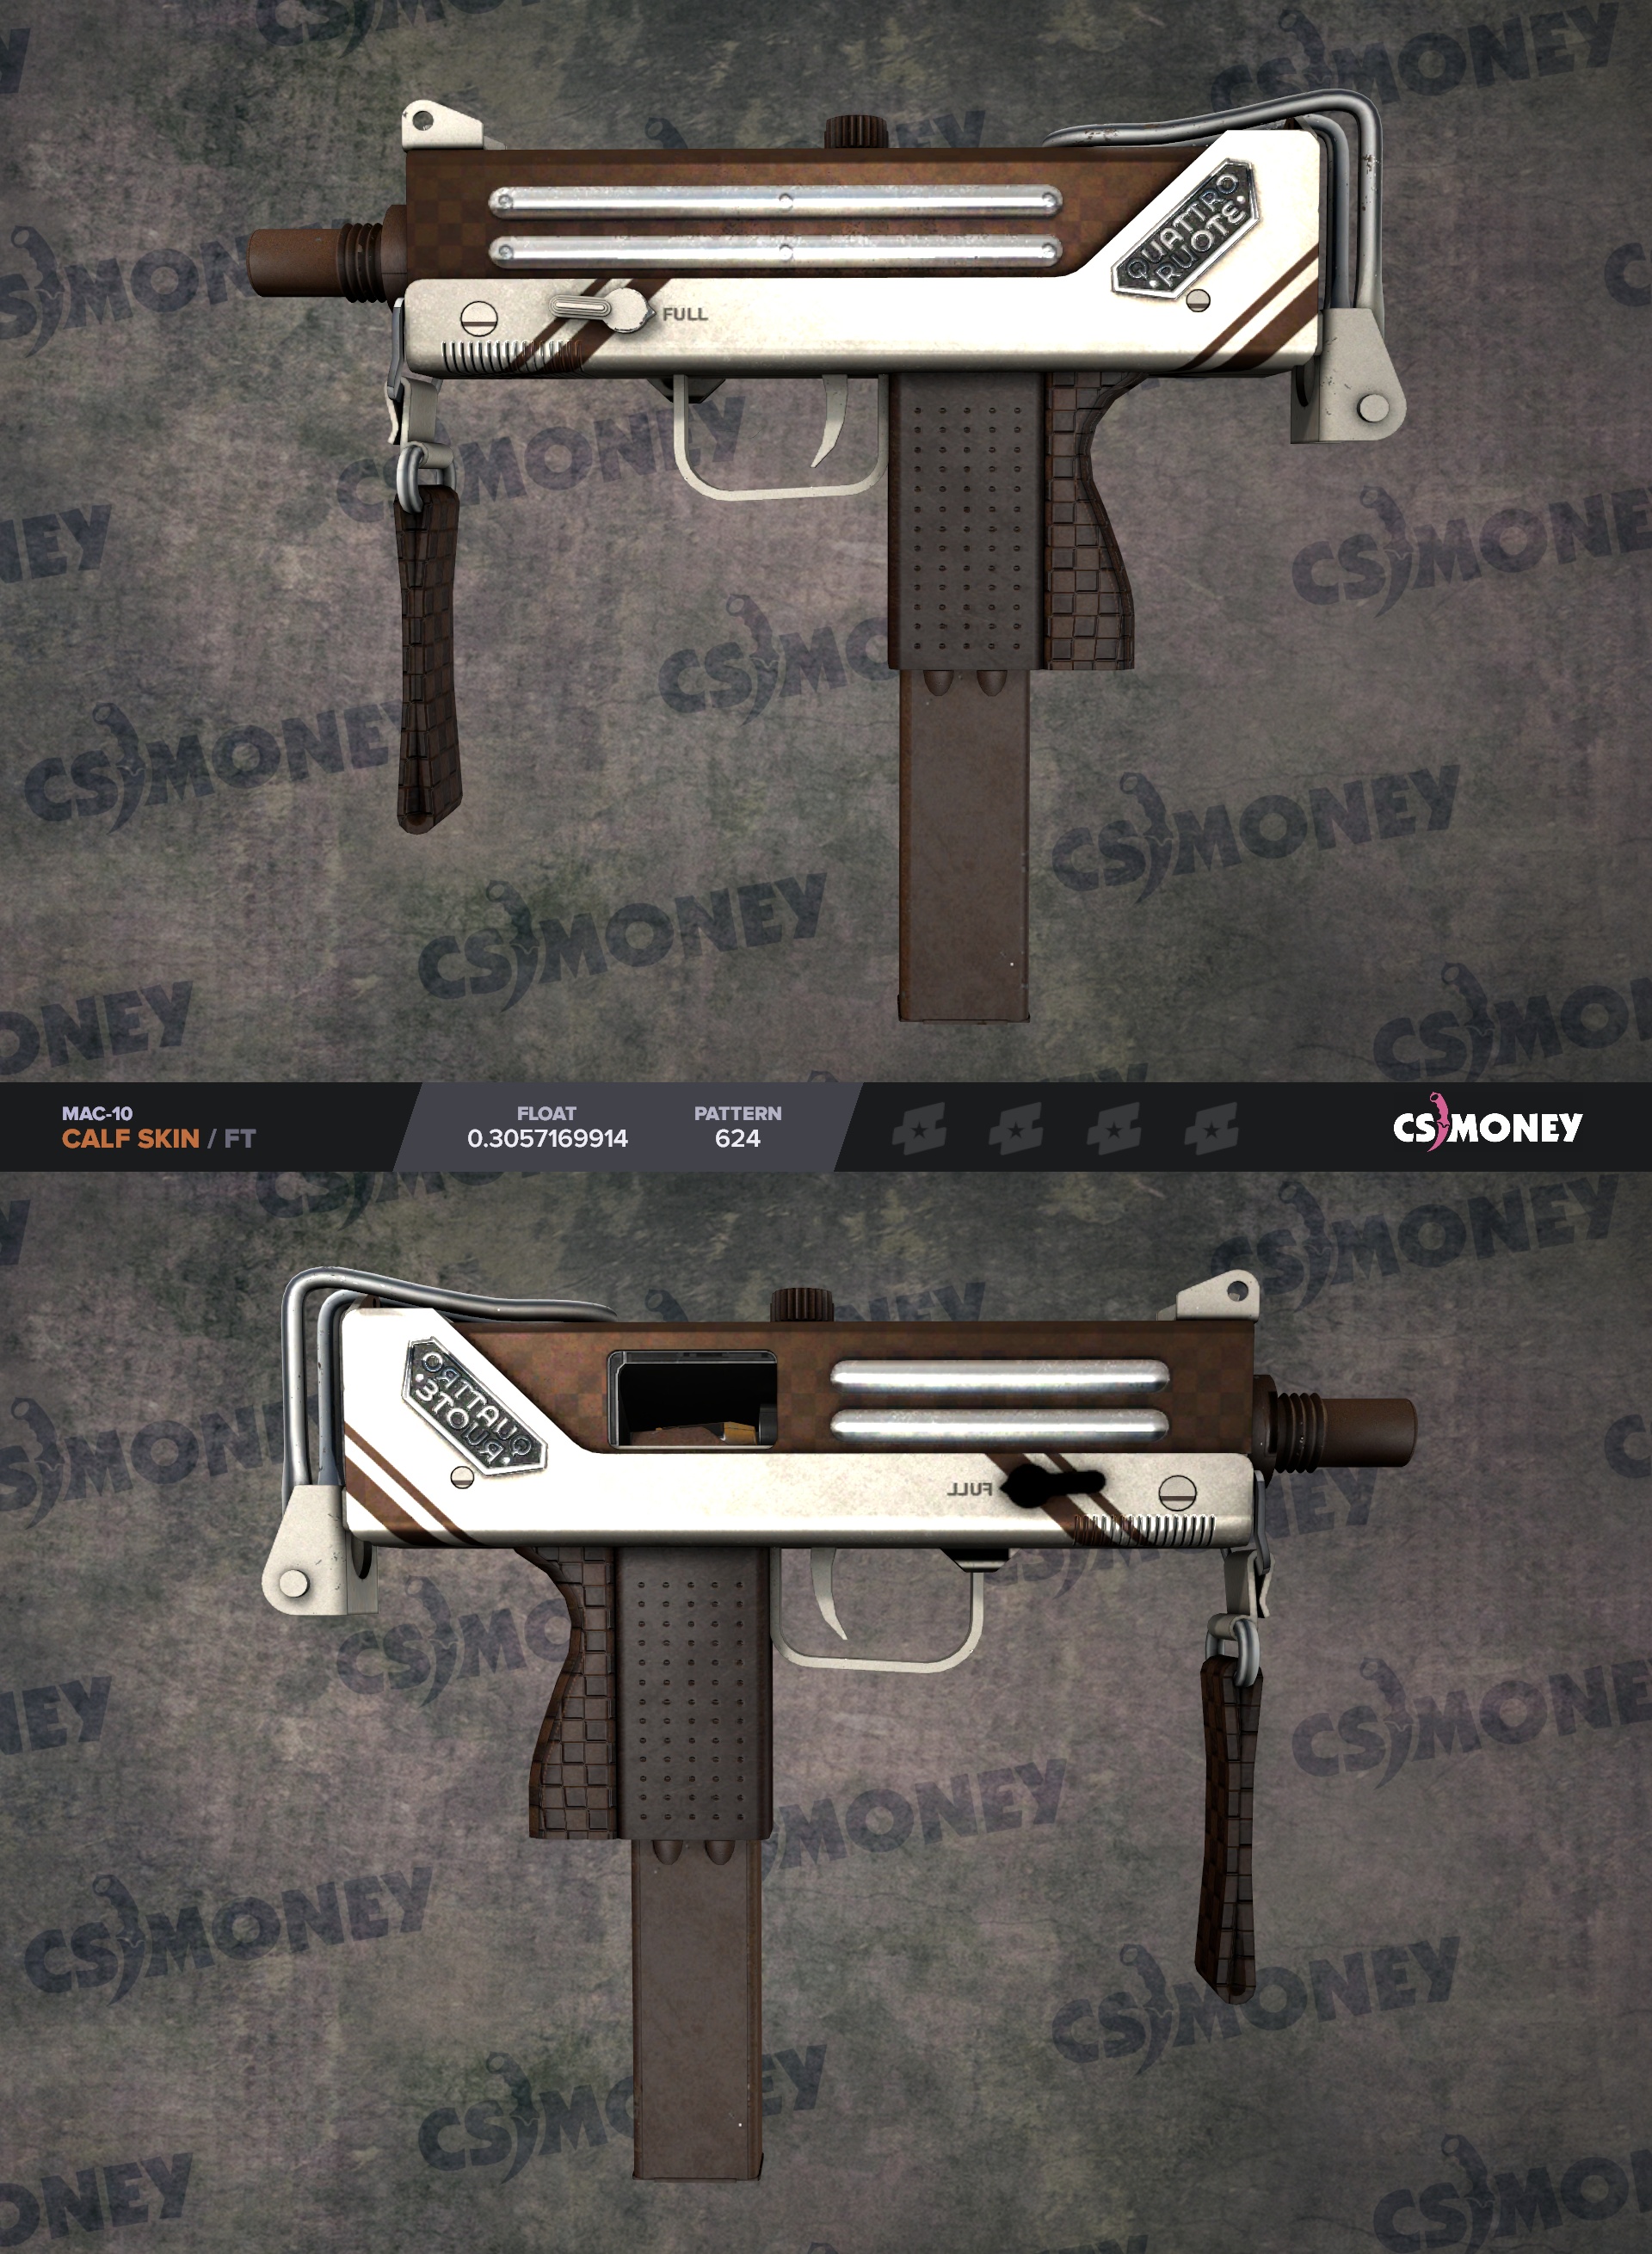 QUATTRO
RUOTE
FULL
MAC-10
CALF SKIN / FT
FLOAT
0.3057169914
PATTERN
624
CS MONEY
QUATTRO
RUOTE
FULL